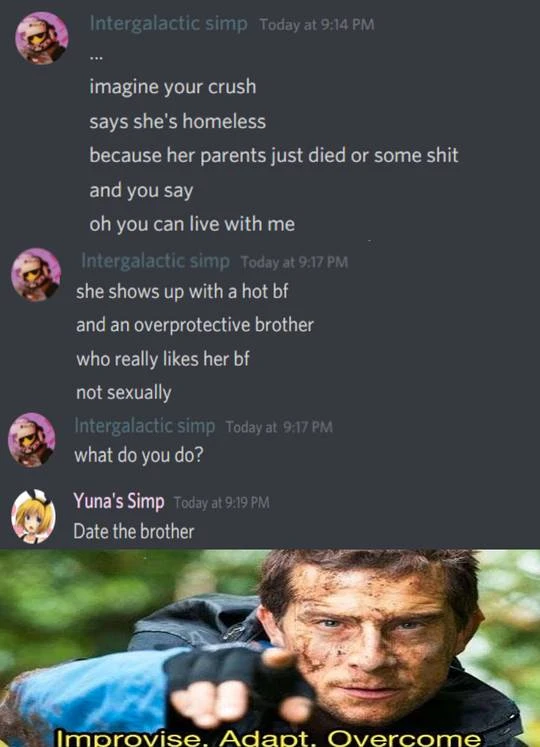 Intergalactic simp Today at 9:14 PM
...
imagine your crush
says she's homeless
because her parents just died or some shit
and you say
oh you can live with me
Intergalactic simp Today at 9:17 PM
she shows up with a hot bf
and an overprotective brother
who really likes her bf
not sexually
Intergalactic simp Today at 9:17 PM
what do you do?
Yuna's Simp Today at 9:19 PM
Date the brother
Improvise. Adapt. Overcome